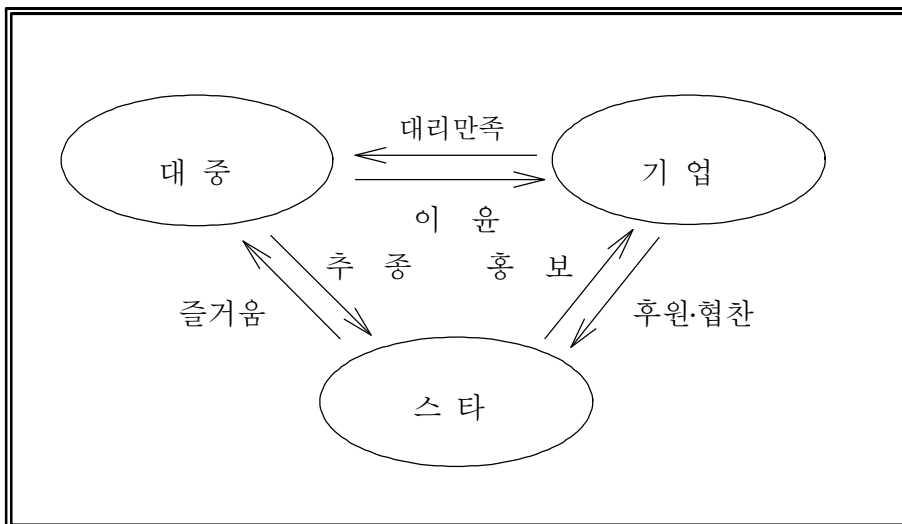 대리만족
대 중
기 업
이 윤
추 종
홍 보
즐거움
후원·협찬
스 타